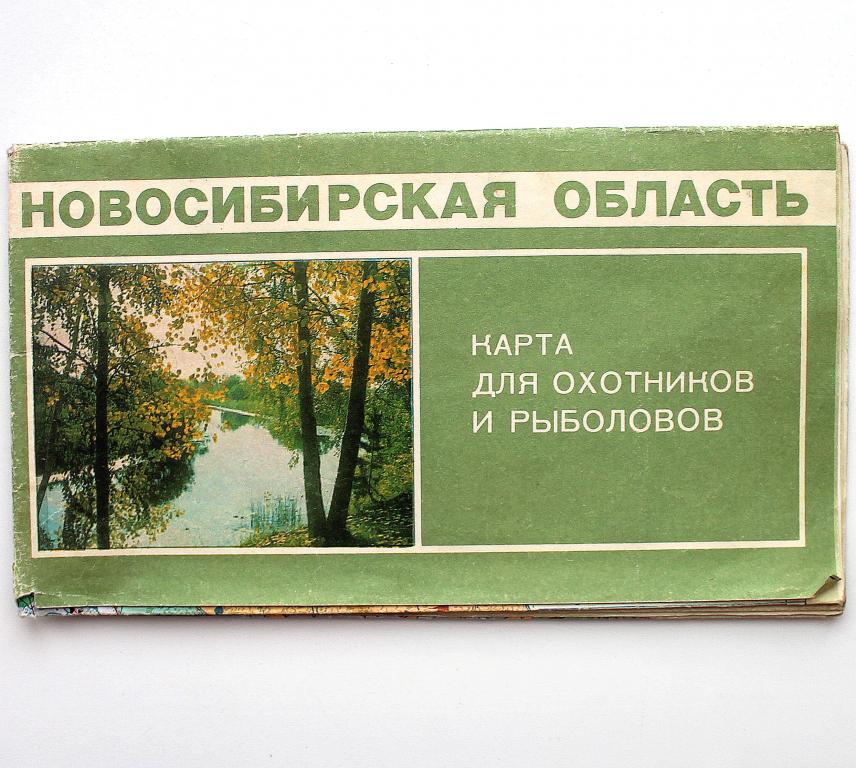 НОВОСИБИРСКАЯ ОБЛАСТЬ
КАРТА
ДЛЯ ОХОТНИКОВ
И РЫБОЛОВОВ